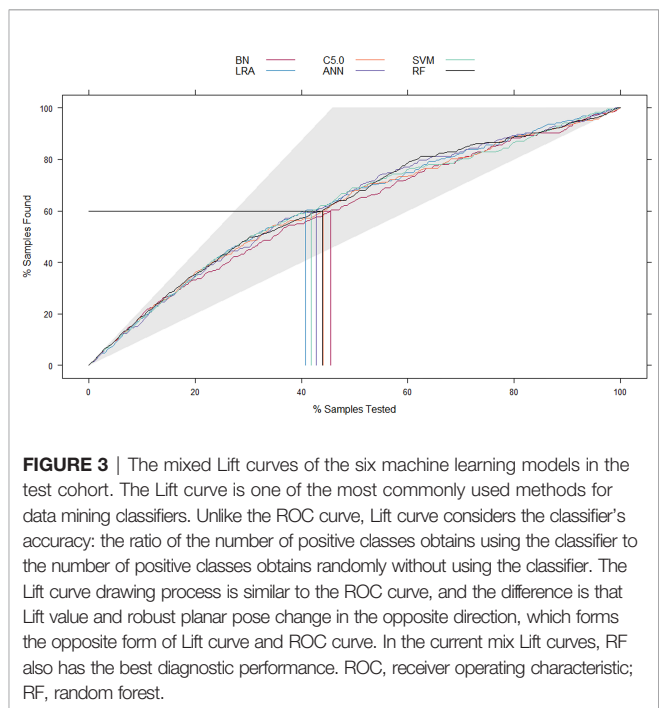 BN C5.0 SVM
LRA ANN RF
100
80
60
40
20
0
% Samples Found
0 20 40 60 80 100
% Samples Tested
FIGURE 3 | The mixed Lift curves of the six machine learning models in the
test cohort. The Lift curve is one of the most commonly used methods for
data mining classifiers. Unlike the ROC curve, Lift curve considers the classifier's
accuracy: the ratio of the number of positive classes obtains using the classifier to
the number of positive classes obtains randomly without using the classifier. The
Lift curve drawing process is similar to the ROC curve, and the difference is that
Lift value and robust planar pose change in the opposite direction, which forms
the opposite form of Lift curve and ROC curve. In the current mix Lift curves, RF
also has the best diagnostic performance. ROC, receiver operating characteristic;
RF, random forest.